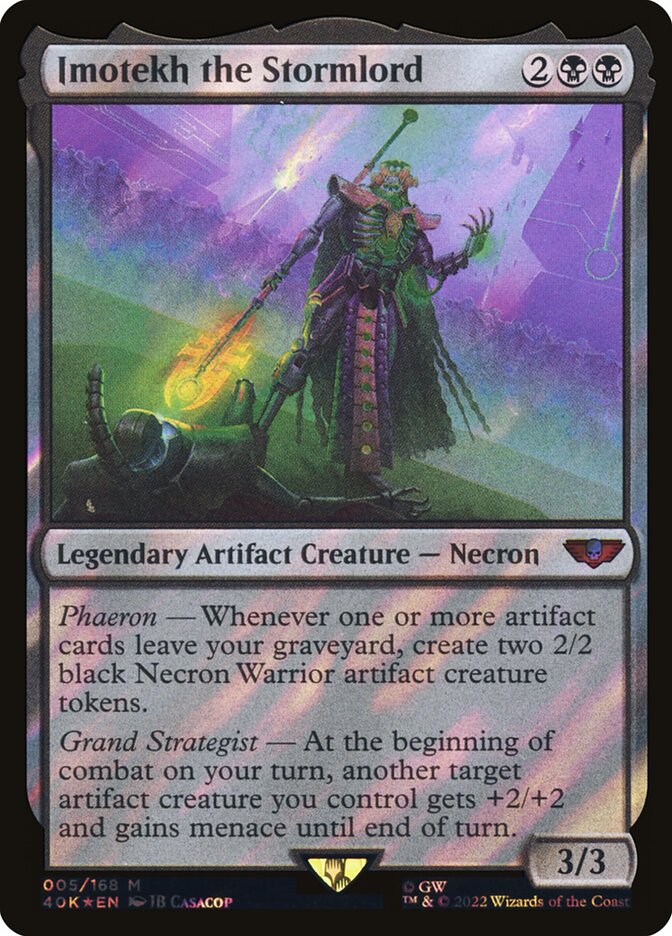 Imotekh the Stormlord 2
Legendary Artifact Creature — Necron
Phaeron — Whenever one or more artifact
cards leave your graveyard, create two 2/2
black Necron Warrior artifact creature
tokens.
Grand Strategist — At the beginning of
combat on your turn, another target
artifact creature you control gets +2/+2
and gains menace until end of turn.
3/3
005/168 M
40K★EN IB CASACOP
© GW
™ & © 2022 Wizards of the Coast